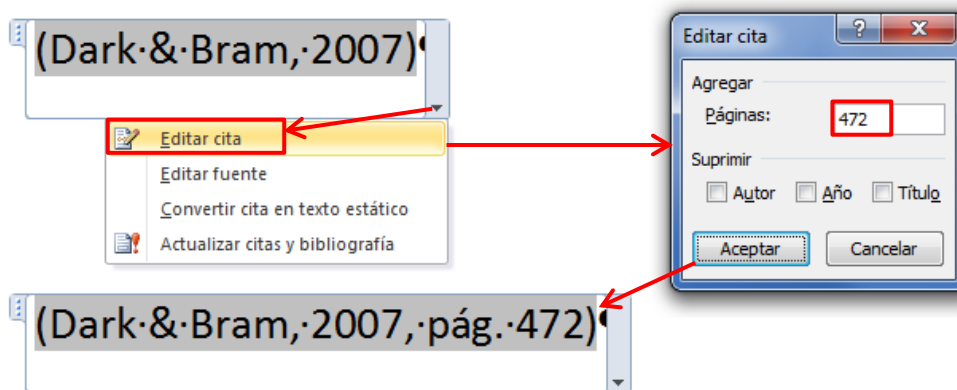 (Dark·&·Bram,·2007)¶
Editar cita
Editar fuente
Convertir cita en texto estático
Actualizar citas y bibliografía
Editar cita
?
X
Agregar
Páginas:
472
Suprimir
Autor
Año
Título
Aceptar
Cancelar
(Dark·&·Bram,·2007,·pág.·472)¶